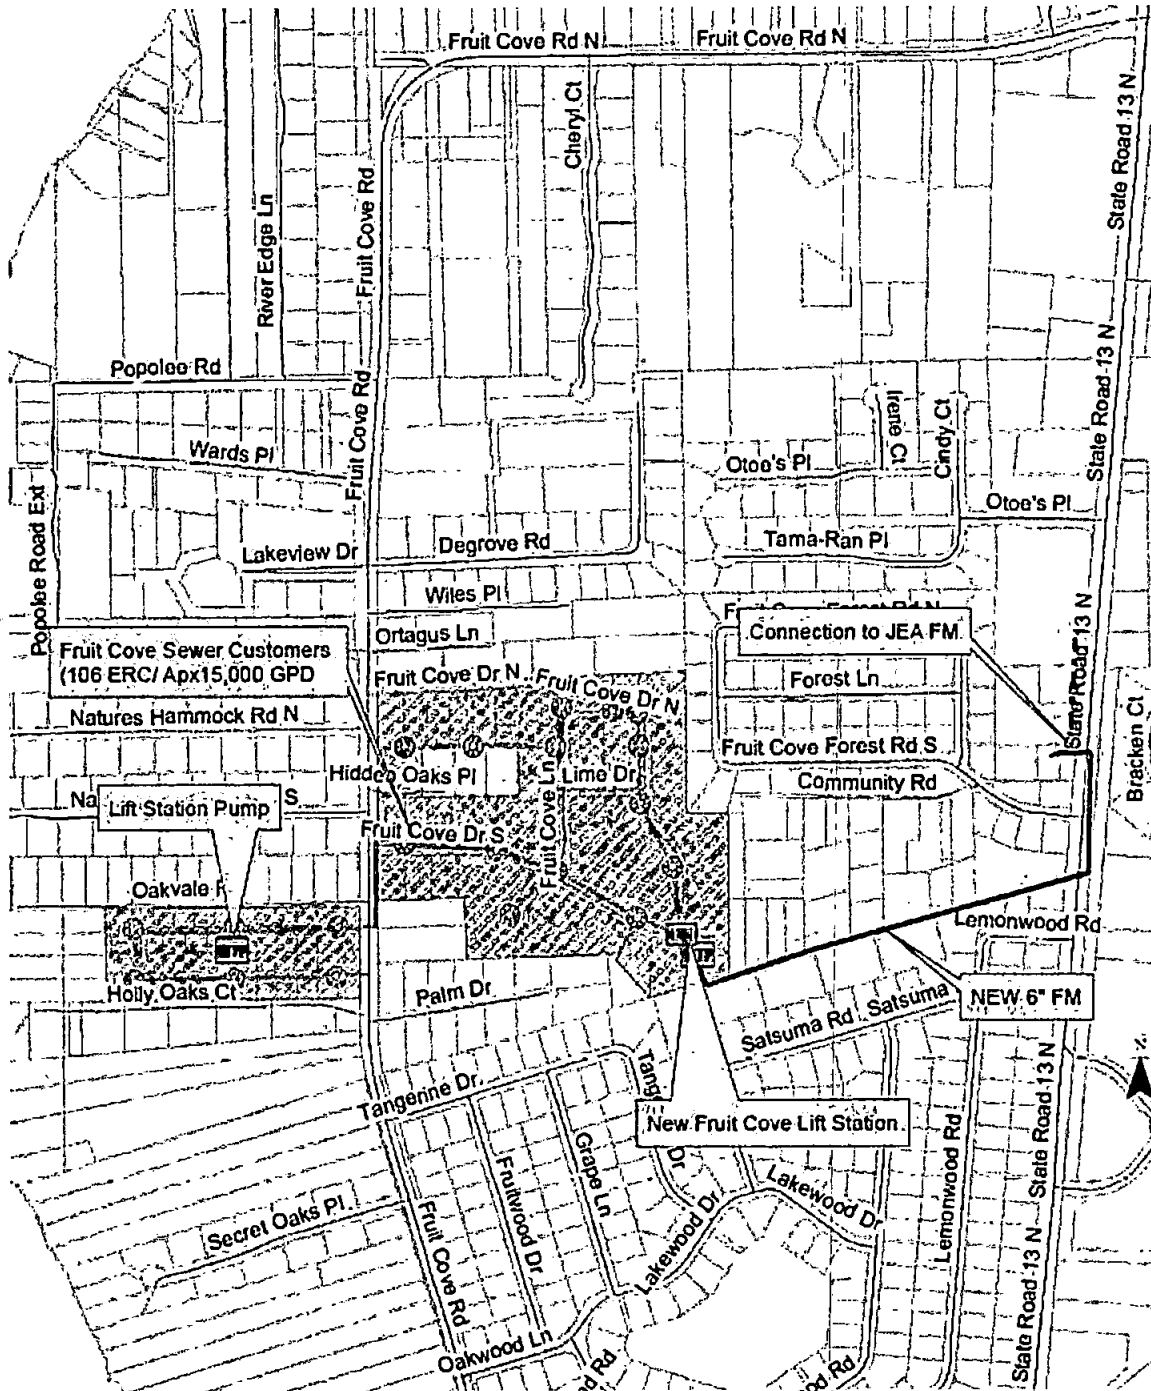 Fruit Cove Rd N
Fruit Cove Rd N
Cheryl Ct
State Road 13 N
River Edge Ln
Fruit Cove Rd
Popolee Rd
Fruit Cove Rd
State Road 13 N
Irene Ct
Cindy Ct
Wards Pl
Otoe's Pl
Otoe's Pl
Popolee Road Ext
Lakeview Dr
Degrove Rd
Tama-Ran Pl
Wiles Pl
Ortagus Ln
Connection to JEA FM
State Road 13 N
Fruit Cove Sewer Customers
(106 ERC/ Apx15,000 GPD
Fruit Cove Dr N
Fruit Cove Dr N
Forest Ln
Natures Hammock Rd N
Fruit Cove Forest Rd S
Bracken Ct
Hidden Oaks Pl
Lime Dr
Community Rd
Na
S
Lift Station Pump
Fruit Cove Dr S
Fruit Cove Ln
Oakvale
Lemonwood Rd
Holly Oaks Ct
Palm Dr
NEW 6" FM
Satsuma Rd
Satsuma
Tangerine Dr
Tang
Dr
New Fruit Cove Lift Station
State Road 13 N
Grape Ln
Fruitwood Dr
Lakewood Dr
Lakewood Dr
Lemonwood Rd
Secret Oaks Pl
Fruit Cove Rd
State Road 13 N
Oakwood Ln
od Rd
od Rd